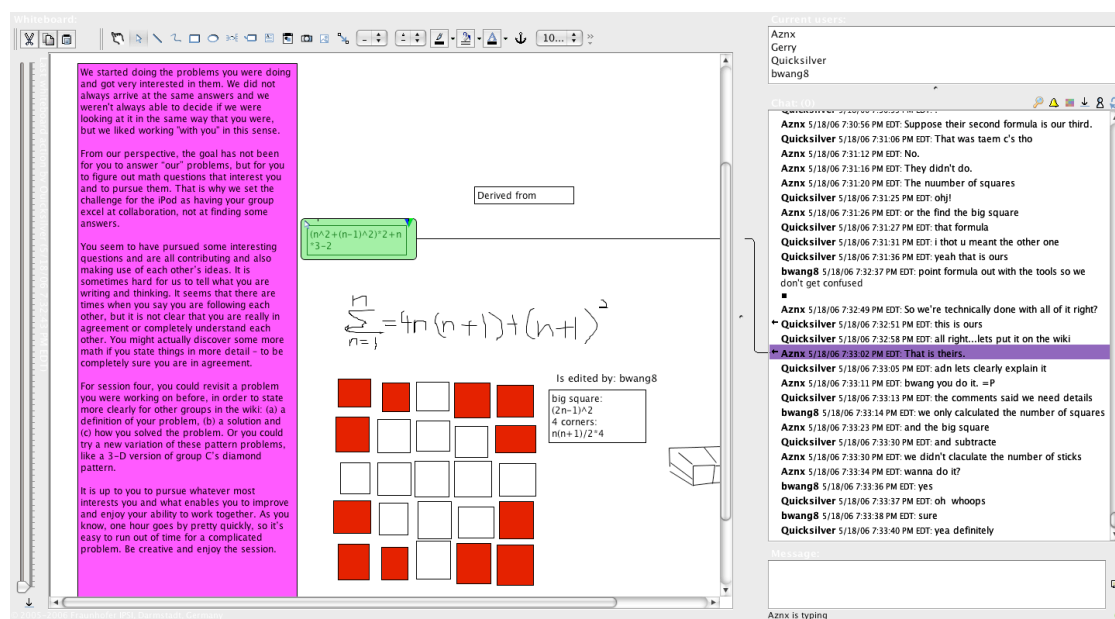 Whiteboard:
10...
We started doing the problems you were doing
and got very interested in them. We did not
always arrive at the same answers and we
weren't always able to decide if we were
looking at it in the same way that you were,
but we liked working "with you" in this sense.
From our perspective, the goal has not been
for you to answer "our" problems, but for you
to figure out math questions that interest you
and to pursue them. That is why we set the
challenge for the iPod as having your group
excel at collaboration, not at finding some
answers.
You seem to have pursued some interesting
questions and are all contributing and also
making use of each other's ideas. It is
sometimes hard for us to tell what you are
writing and thinking. It seems that there are
times when you say you are following each
other, but it is not clear that you are really in
agreement or completely understand each
other. You might actually discover some more
math if you state things in more detail – to be
completely sure you are in agreement.
For session four, you could revisit a problem
you were working on before, in order to state
more clearly for other groups in the wiki: (a) a
definition of your problem, (b) a solution and
(c) how you solved the problem. Or you could
try a new variation of these pattern problems,
like a 3-D version of group C's diamond
pattern.
It is up to you to pursue whatever most
interests you and what enables you to improve
and enjoy your ability to work together. As you
know, one hour goes by pretty quickly, so it's
easy to run out of time for a complicated
problem. Be creative and enjoy the session.
Derived from
(n^2+(n-1)^2)*2+n
*3-2
n
Σ=4n(n+1)+(n+1)²
n=1
Is edited by: bwang8
big square:
(2n-1)^2
4 corners:
n(n+1)/2*4
Current users:
Aznx
Gerry
Quicksilver
bwang8
Chat: (0)
Aznx 5/18/06 7:30:56 PM EDT: Suppose their second formula is our third.
Quicksilver 5/18/06 7:31:06 PM EDT: That was taem c's tho
Aznx 5/18/06 7:31:12 PM EDT: No.
Aznx 5/18/06 7:31:16 PM EDT: They didn't do.
Aznx 5/18/06 7:31:20 PM EDT: The nuumber of squares
Quicksilver 5/18/06 7:31:25 PM EDT: ohj!
Aznx 5/18/06 7:31:26 PM EDT: or the find the big square
Quicksilver 5/18/06 7:31:27 PM EDT: that formula
Quicksilver 5/18/06 7:31:31 PM EDT: i thot u meant the other one
Quicksilver 5/18/06 7:31:36 PM EDT: yeah that is ours
bwang8 5/18/06 7:32:37 PM EDT: point formula out with the tools so we
don't get confused
Aznx 5/18/06 7:32:49 PM EDT: So we're technically done with all of it right?
Quicksilver 5/18/06 7:32:51 PM EDT: this is ours
Quicksilver 5/18/06 7:32:58 PM EDT: all right...lets put it on the wiki
Aznx 5/18/06 7:33:02 PM EDT: That is theirs.
Quicksilver 5/18/06 7:33:05 PM EDT: adn lets clearly explain it
Aznx 5/18/06 7:33:11 PM EDT: bwang you do it. =P
Quicksilver 5/18/06 7:33:13 PM EDT: the comments said we need details
bwang8 5/18/06 7:33:14 PM EDT: we only calculated the number of squares
Aznx 5/18/06 7:33:23 PM EDT: and the big square
Quicksilver 5/18/06 7:33:30 PM EDT: and subtracte
Aznx 5/18/06 7:33:30 PM EDT: we didn't claculate the number of sticks
Aznx 5/18/06 7:33:34 PM EDT: wanna do it?
bwang8 5/18/06 7:33:36 PM EDT: yes
Quicksilver 5/18/06 7:33:37 PM EDT: oh whoops
bwang8 5/18/06 7:33:38 PM EDT: sure
Quicksilver 5/18/06 7:33:40 PM EDT: yea definitely
Message:
Aznx is typing